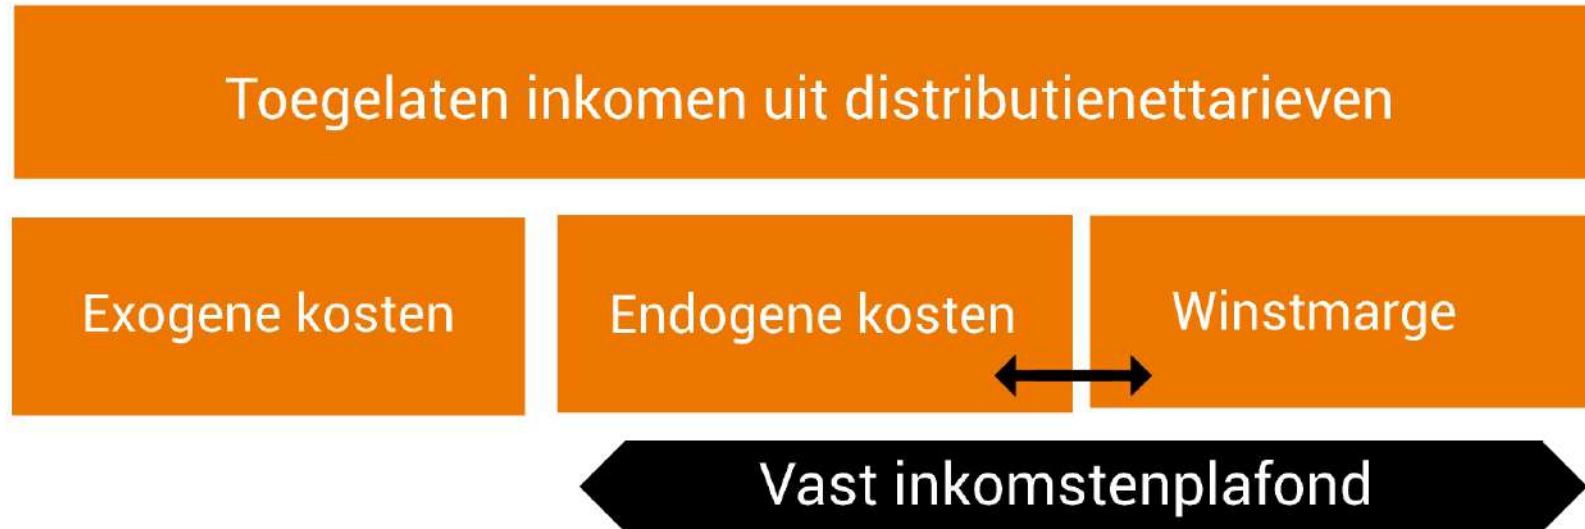 Toegelaten inkomen uit distributienettarieven
Exogene kosten
Endogene kosten
Winstmarge
Vast inkomstenplafond